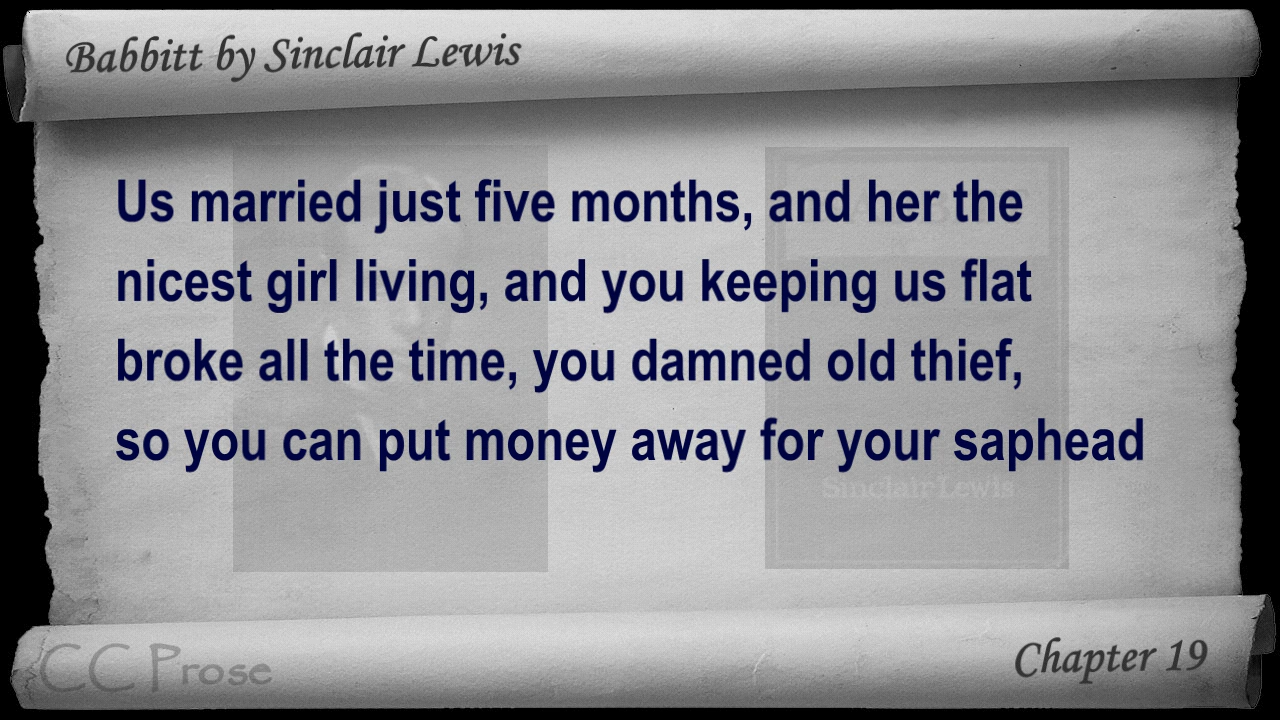 Babbitt by Sinclair Lewis
Us married just five months, and her the
nicest girl living, and you keeping us flat
broke all the time, you damned old thief,
so you can put money away for your saphead
Sinclair Lewis
CC Prose
Chapter 19